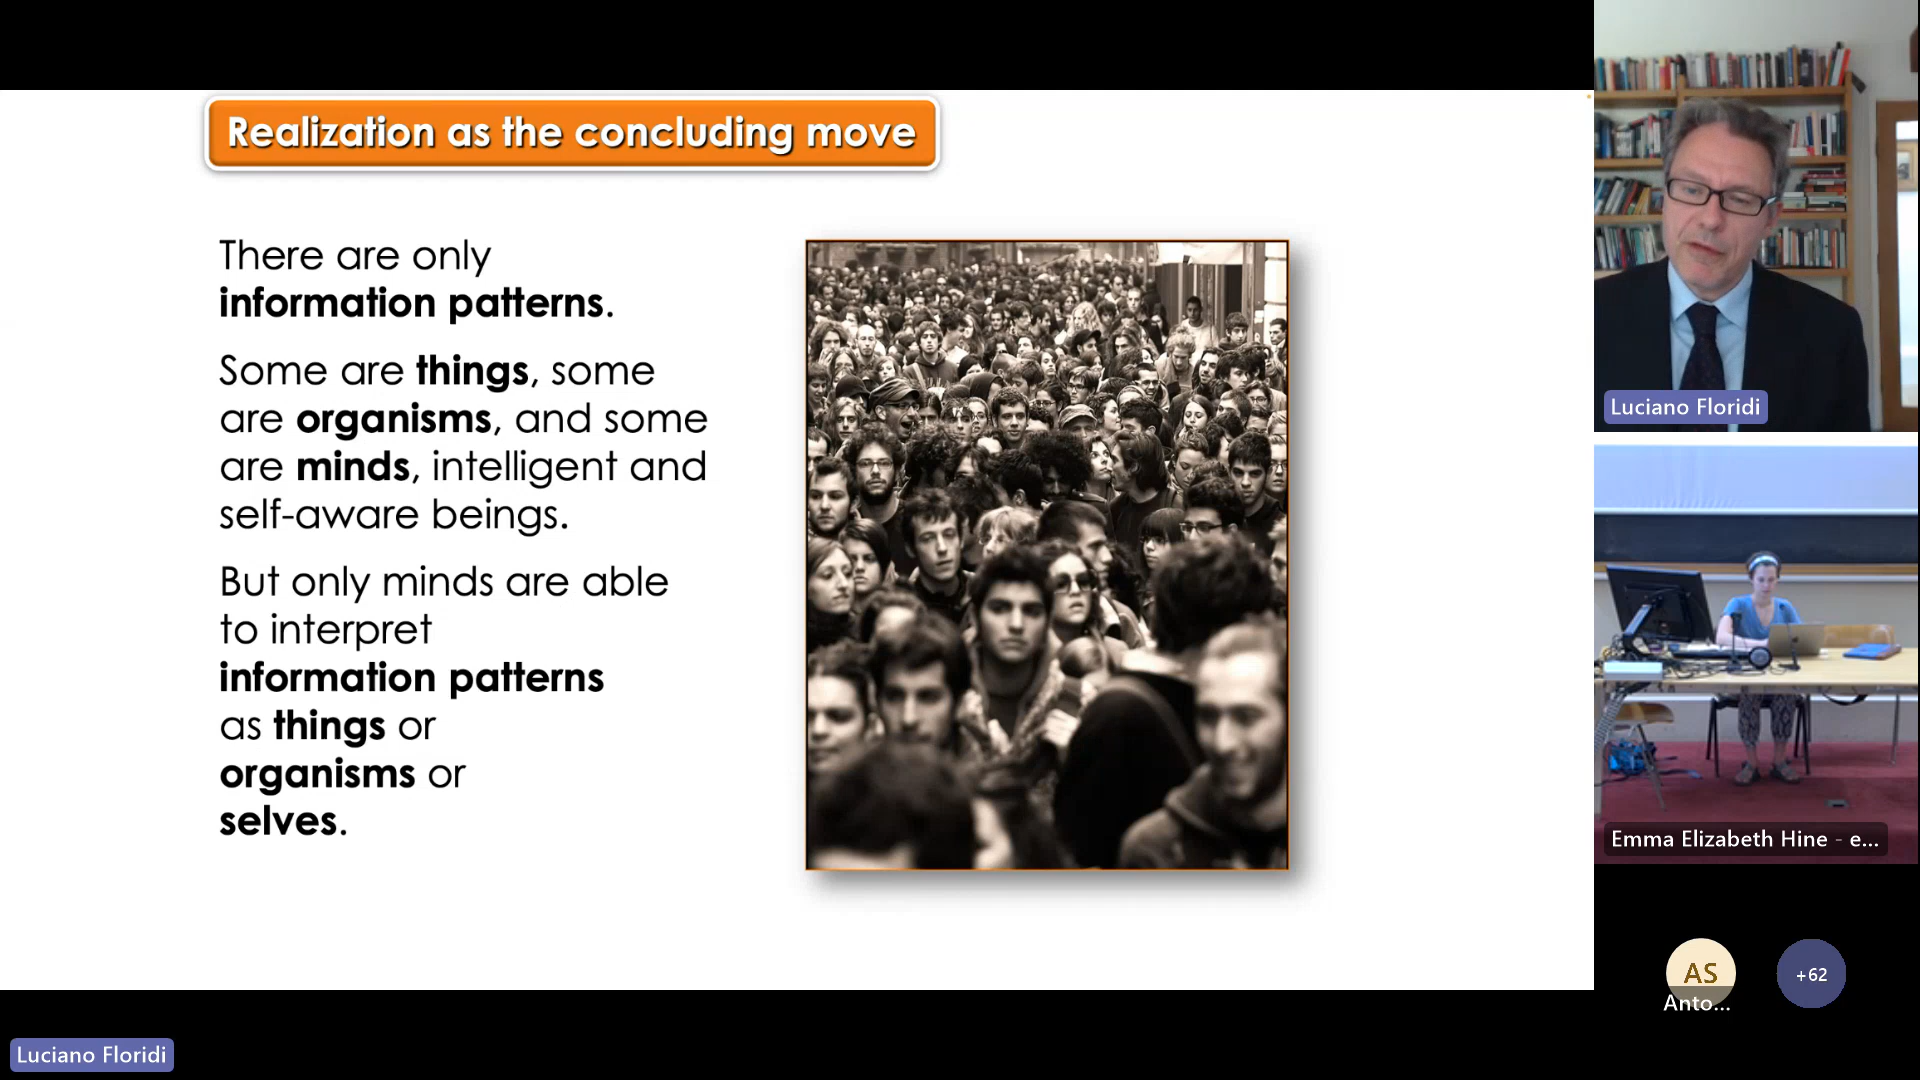 Realization as the concluding move
There are only
information patterns.
Some are things, some
are organisms, and some
are minds, intelligent and
self-aware beings.
But only minds are able
to interpret
information patterns
as things or
organisms or
selves.
Luciano Floridi
Emma Elizabeth Hine - e...
AS
Anto...
+62
Luciano Floridi